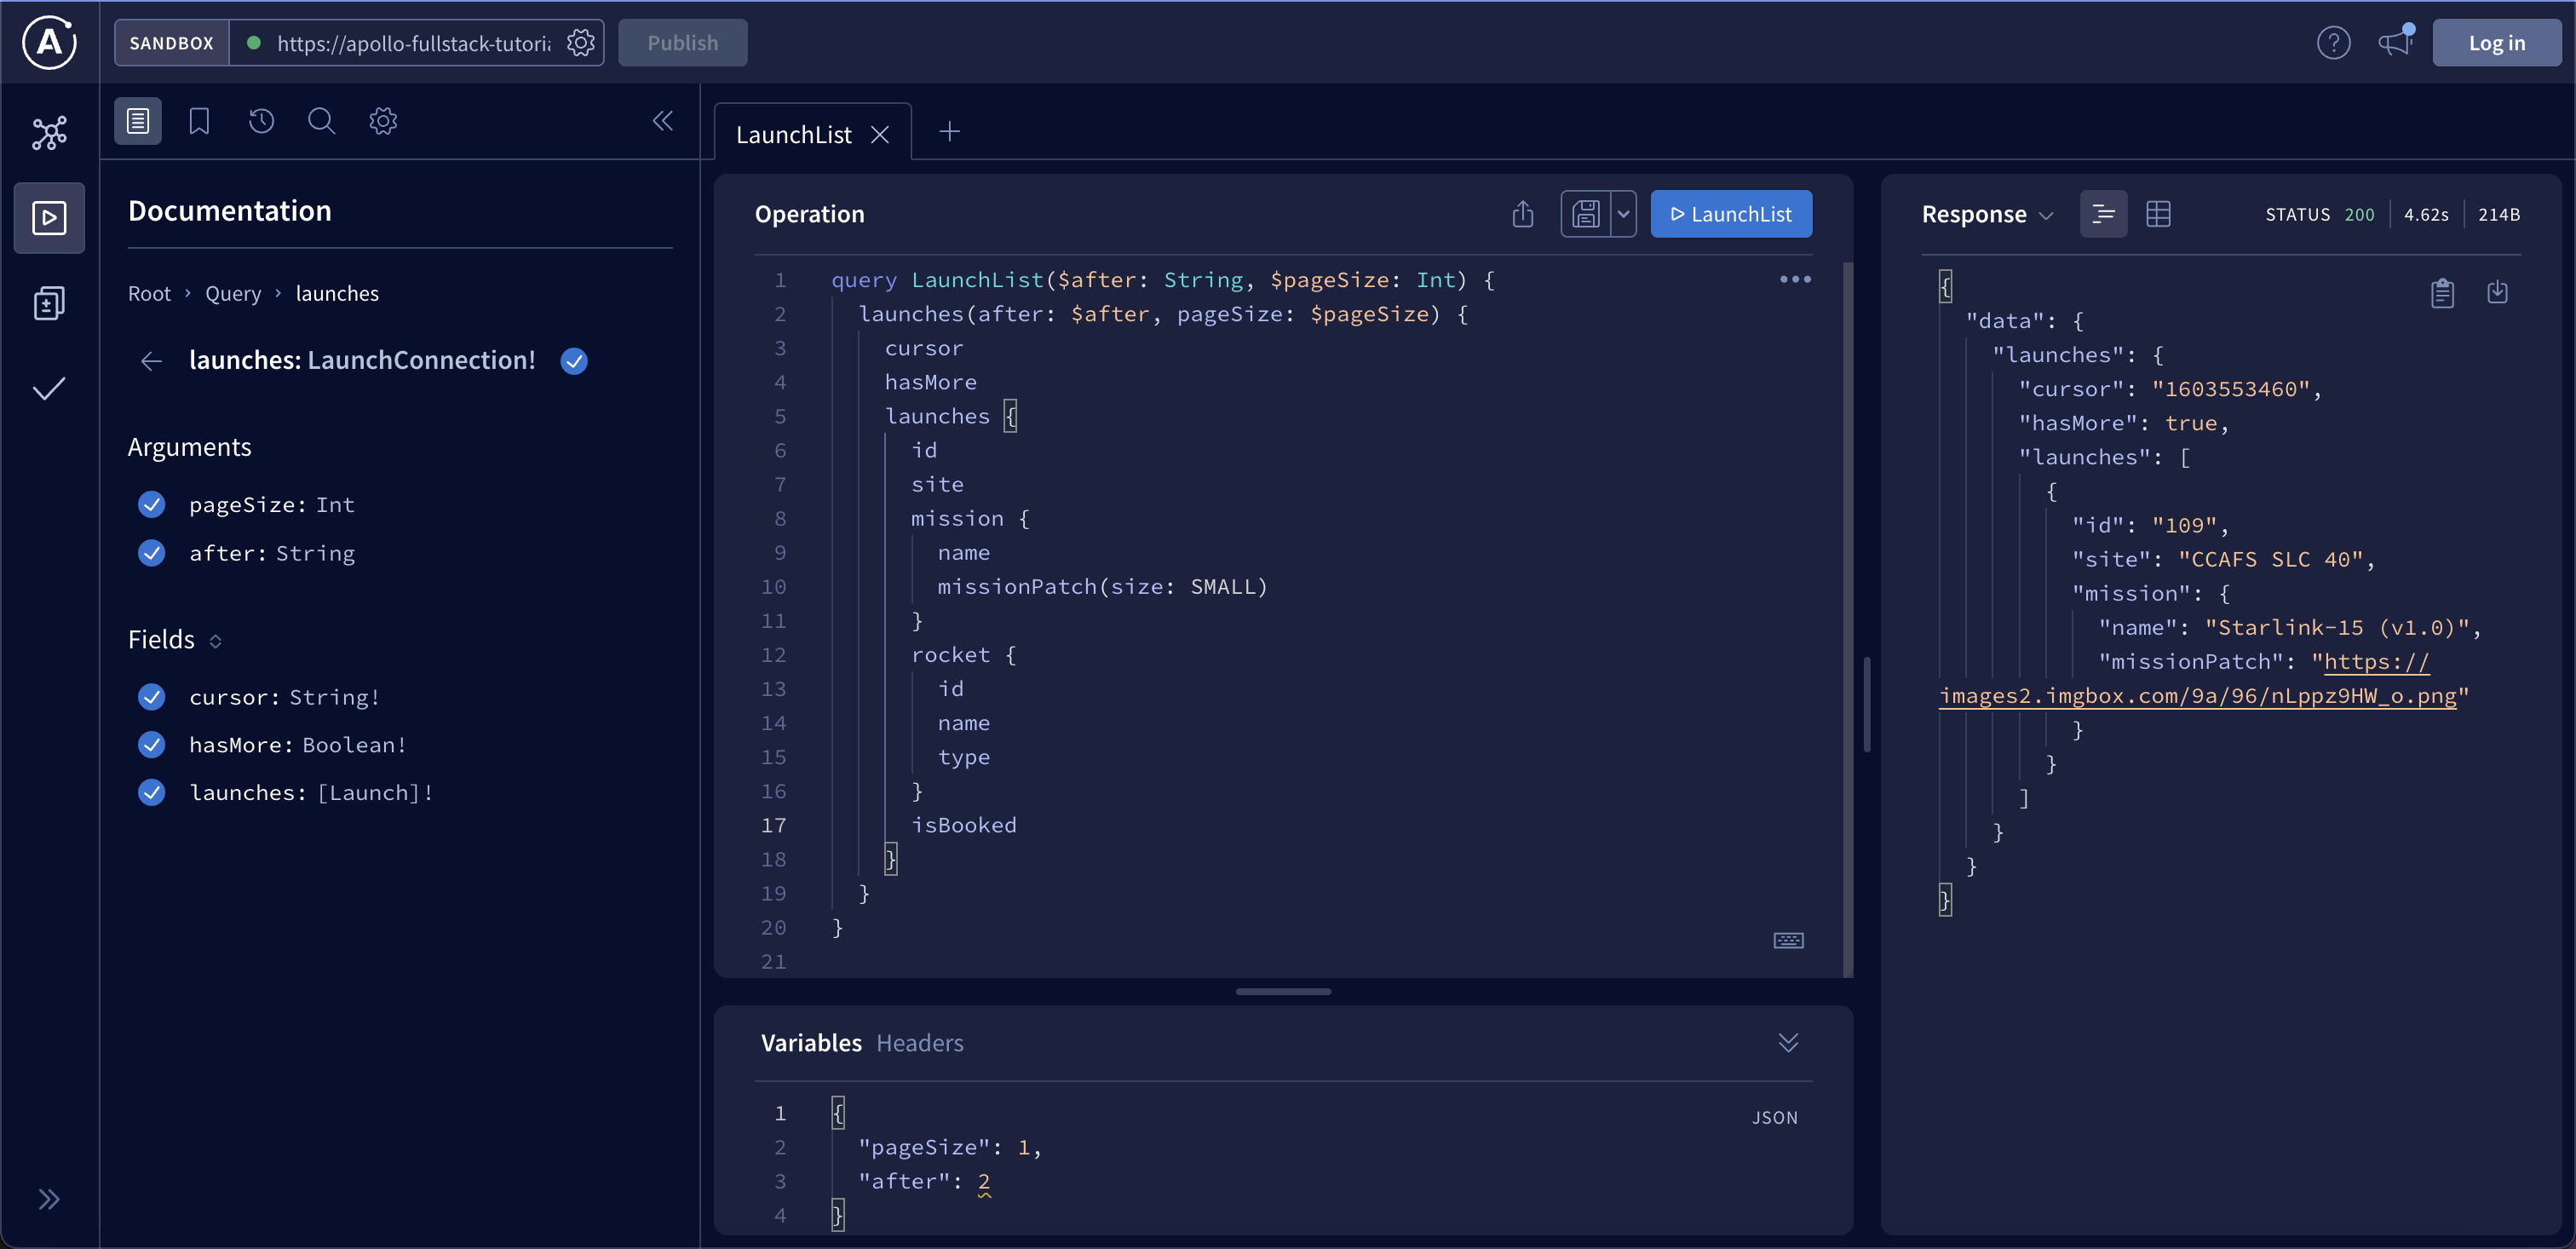 SANDBOX
https://apollo-fullstack-tutoria
Publish
Log in
Documentation
Root › Query › launches
launches: LaunchConnection!
Arguments
pageSize: Int
after: String
Fields
cursor: String!
hasMore: Boolean!
launches: [Launch]!
LaunchList
Operation
LaunchList
1 query LaunchList($after: String, $pageSize: Int) {
2 launches(after: $after, pageSize: $pageSize) {
3 cursor
4 hasMore
5 launches {
6 id
7 site
8 mission {
9 name
10 missionPatch(size: SMALL)
11 }
12 rocket {
13 id
14 name
15 type
16 }
17 isBooked
18 }
19 }
20 }
21
Variables Headers
JSON
1 {
2 "pageSize": 1,
3 "after": 2
4 }
Response
STATUS 200 4.62s 214B
{
"data": {
"launches": {
"cursor": "1603553460",
"hasMore": true,
"launches": [
{
"id": "109",
"site": "CCAFS SLC 40",
"mission": {
"name": "Starlink-15 (v1.0)",
"missionPatch": "https://
images2.imgbox.com/9a/96/nLppz9HW_o.png"
}
}
]
}
}
}